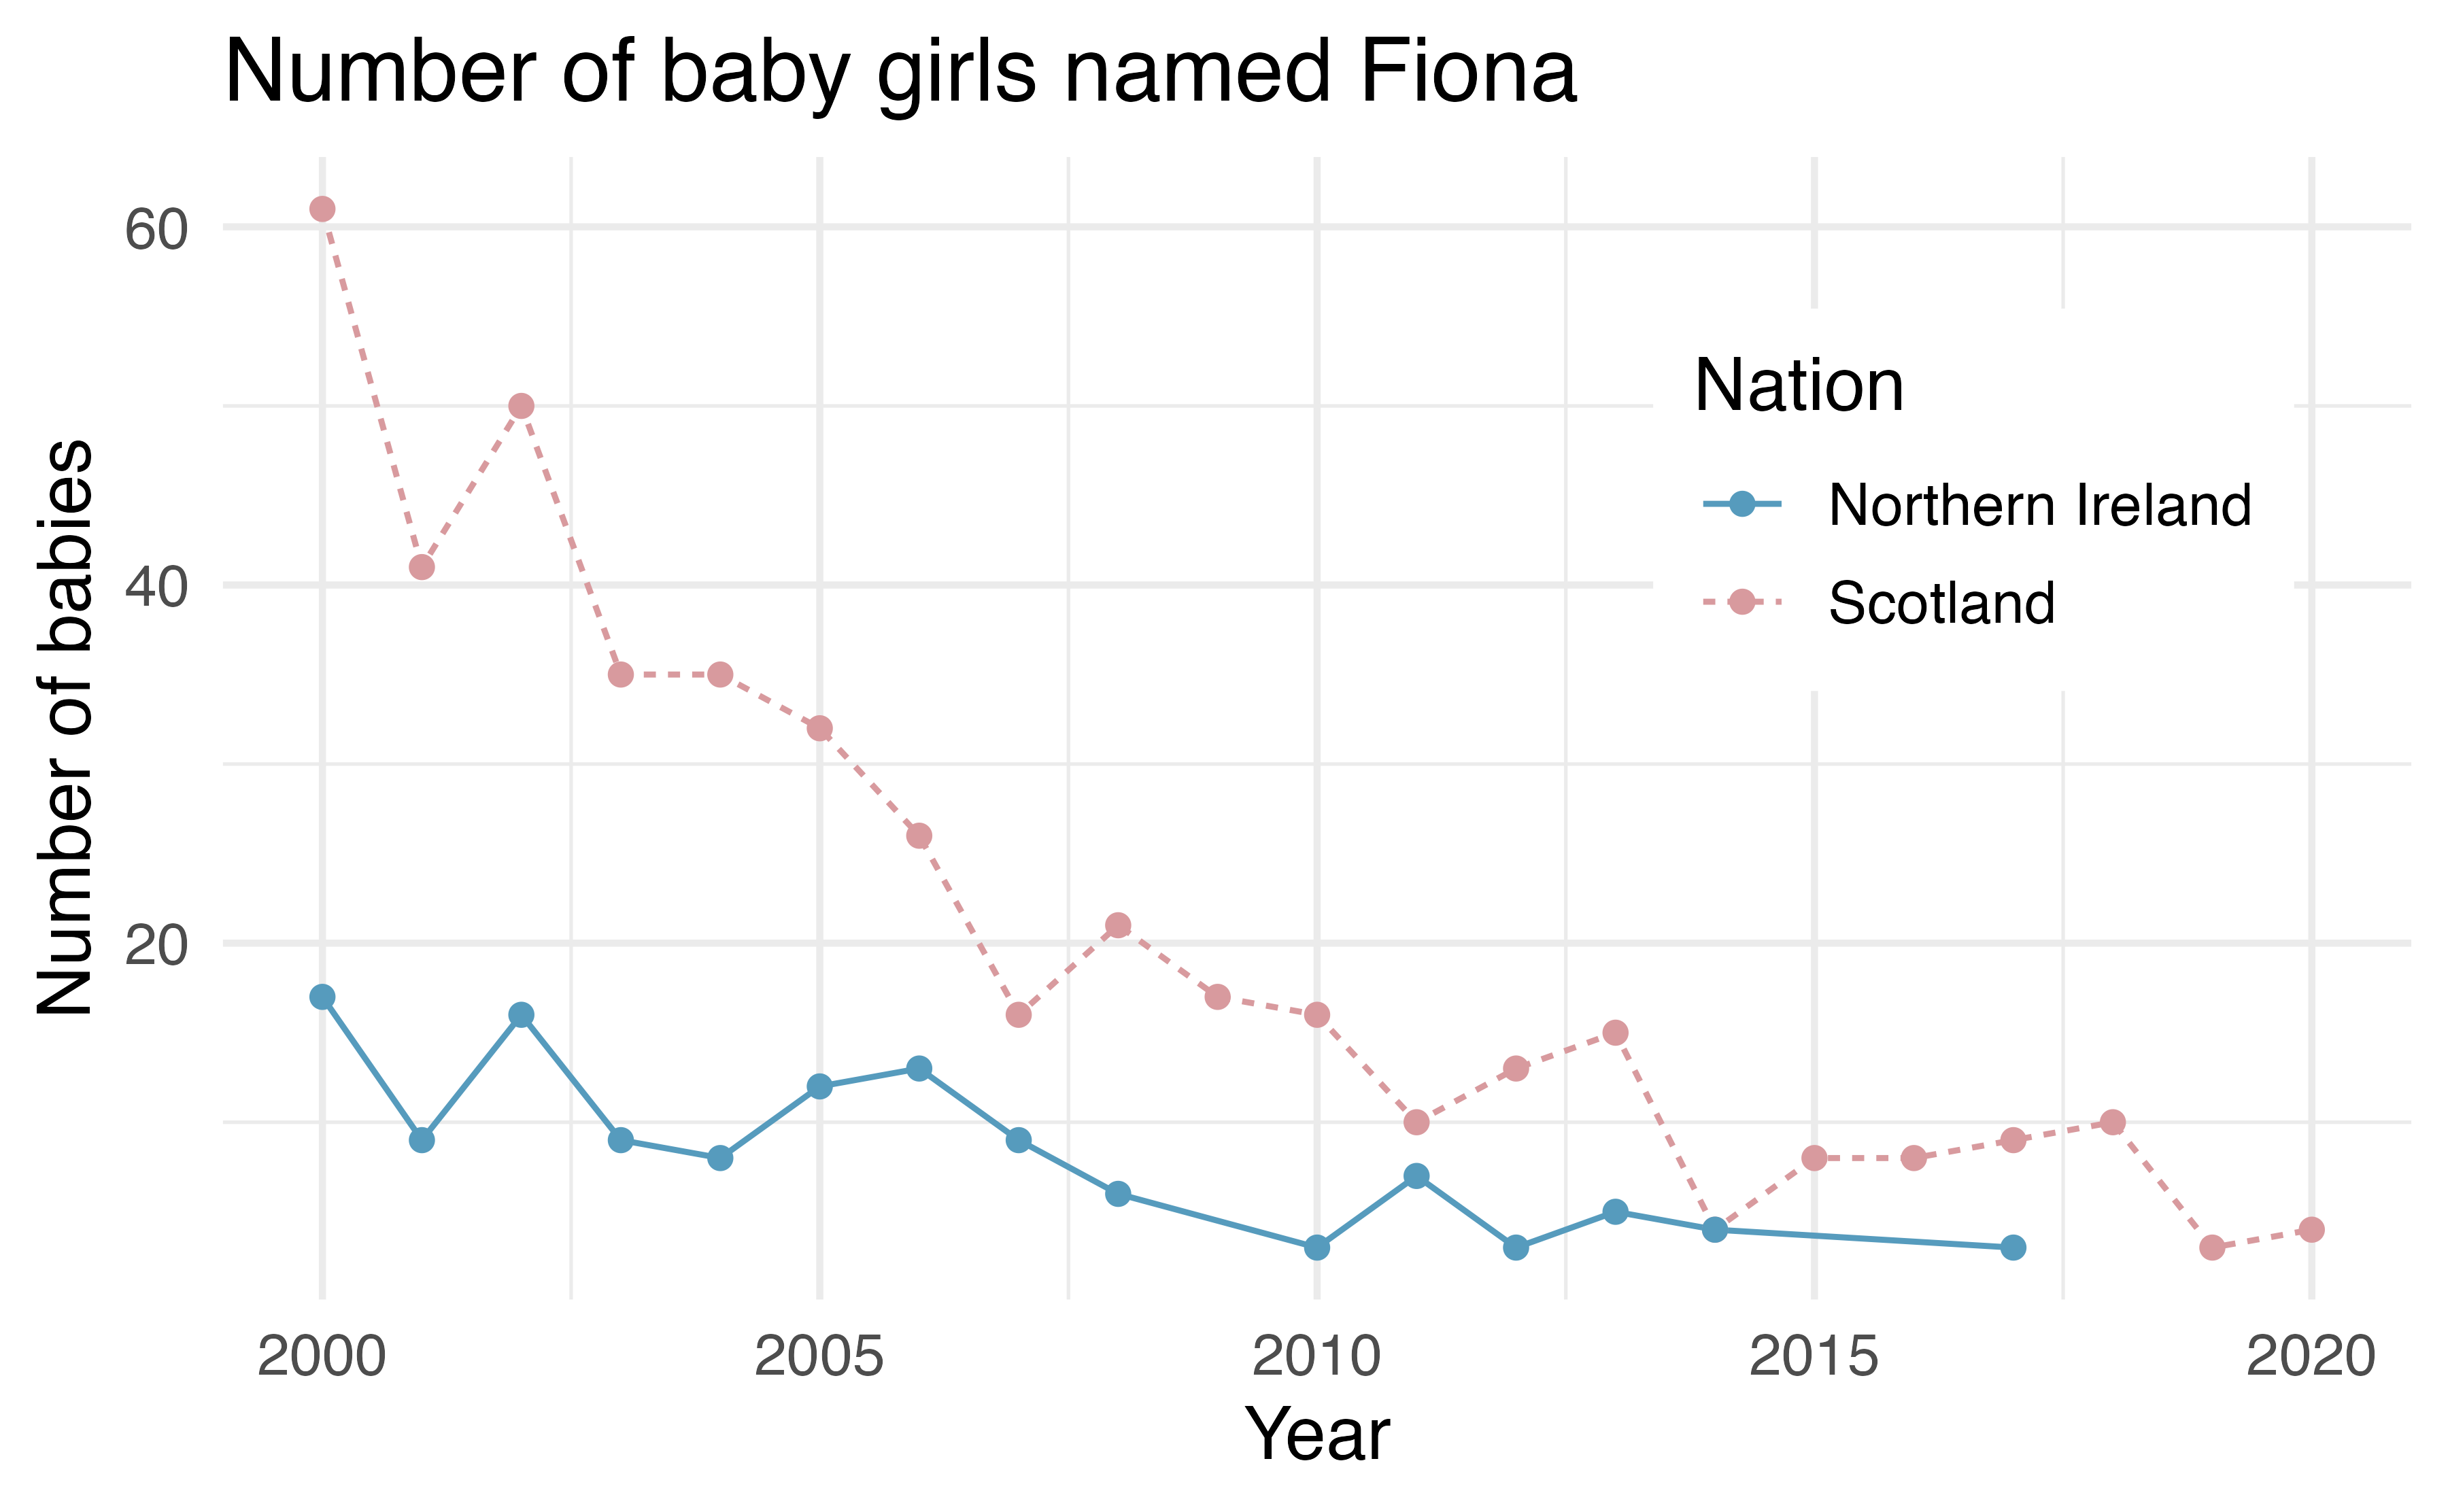 Number of baby girls named Fiona
Number of babies
60
40
20
Nation
Northern Ireland
Scotland
2000 2005 2010 2015 2020
Year